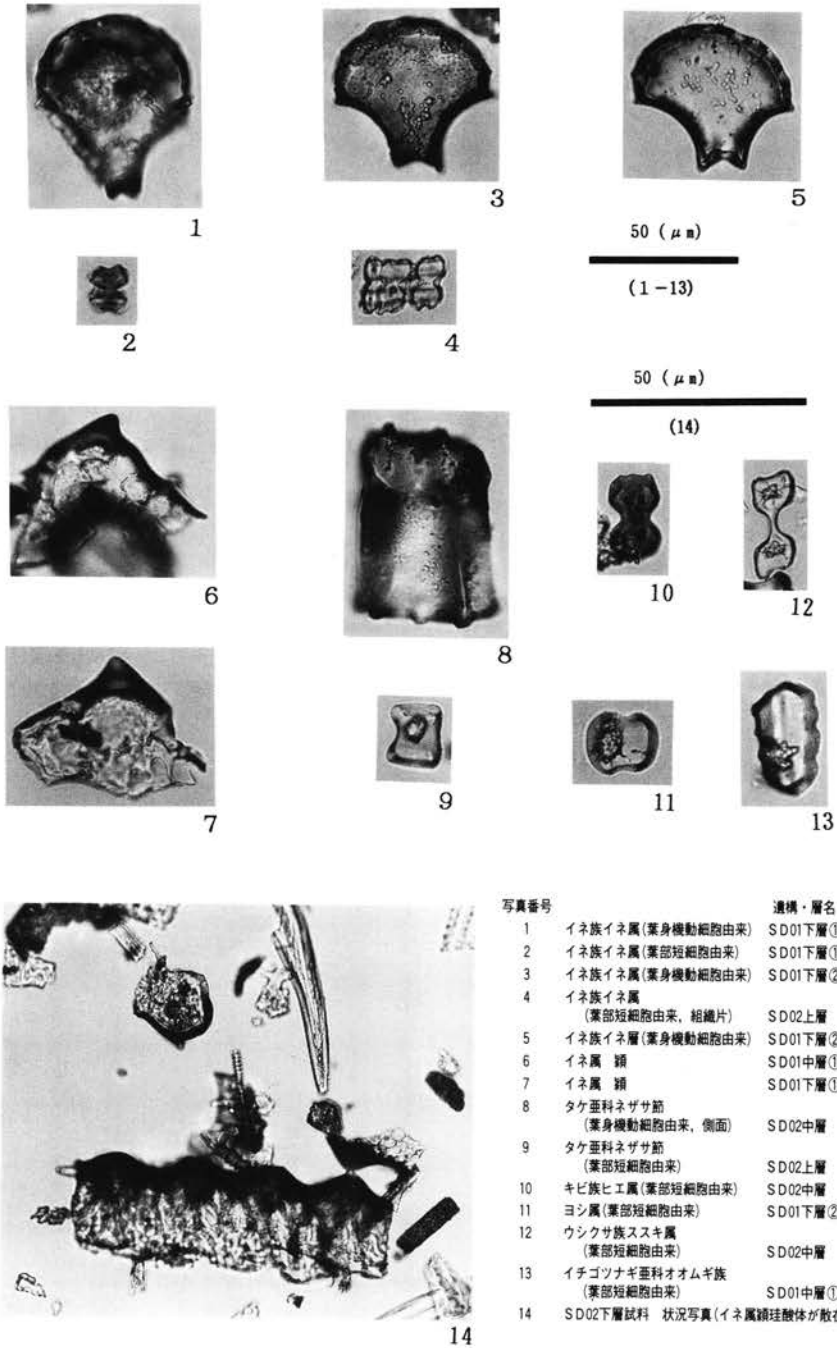 1
3
5
50 (μm)
(1-13)
2
4
50 (μm)
(14)
6
8
10
12
7
9
11
13
14
写真番号 遺構・層名
1 イネ族イネ属(葉身機動細胞由来) SD01下層①
2 イネ族イネ属(葉部短細胞由来) SD01下層①
3 イネ族イネ属(葉身機動細胞由来) SD01下層②
4 イネ族イネ属
(葉部短細胞由来, 組織片) SD02上層
5 イネ族イネ層(葉身機動細胞由来) SD01下層②
6 イネ属 穎 SD01中層①
7 イネ属 穎 SD01下層①
8 タケ亜科ネザサ節
(葉身機動細胞由来, 側面) SD02中層
9 タケ亜科ネザサ節
(葉部短細胞由来) SD02上層
10 キビ族ヒエ属(葉部短細胞由来) SD02中層
11 ヨシ属(葉部短細胞由来) SD01下層②
12 ウシクサ族ススキ属
(葉部短細胞由来) SD02中層
13 イチゴツナギ亜科オオムギ族
(葉部短細胞由来) SD01中層①
14 SD02下層試料 状況写真(イネ属穎珪酸体が散